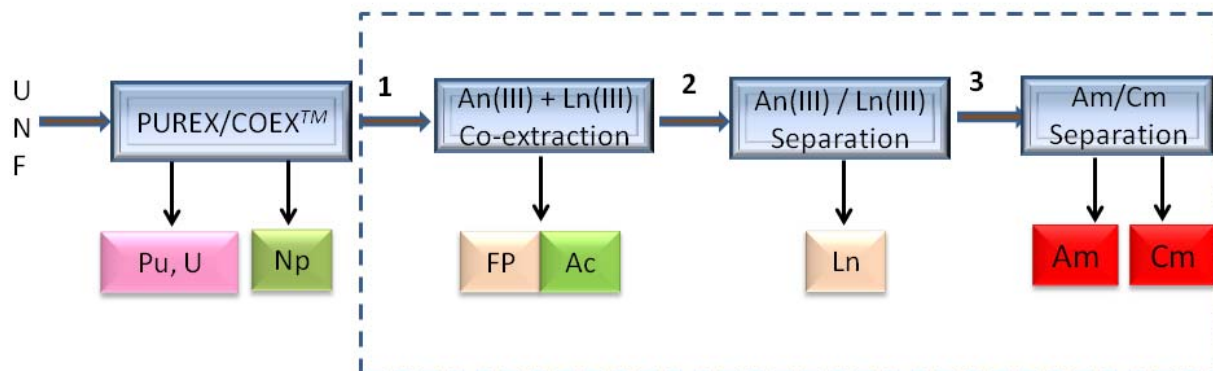 U
N
F
PUREX/COEX™
1
An(III) + Ln(III)
Co-extraction
2
An(III) / Ln(III)
Separation
3
Am/Cm
Separation
Pu, U
Np
FP
Ac
Ln
Am
Cm